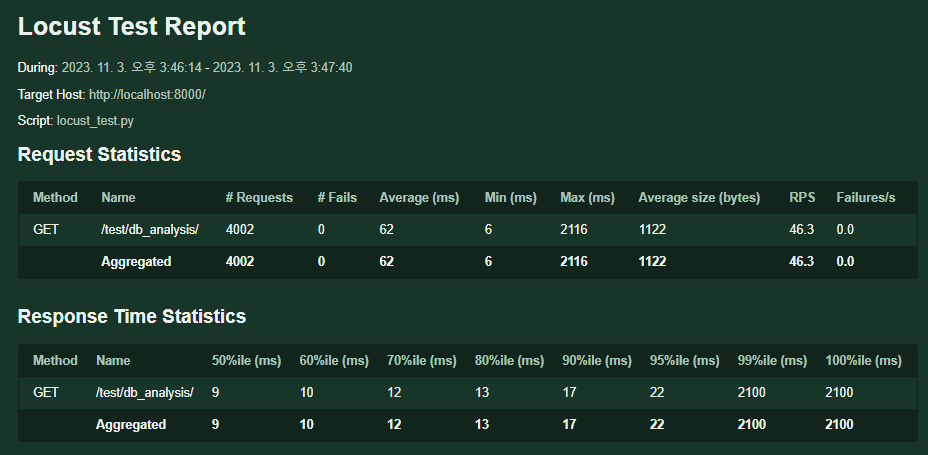 Locust Test Report
During: 2023. 11. 3. 오후 3:46:14 - 2023. 11. 3. 오후 3:47:40
Target Host: http://localhost:8000/
Script: locust_test.py
Request Statistics
Method Name # Requests # Fails Average (ms) Min (ms) Max (ms) Average size (bytes) RPS Failures/s
GET /test/db_analysis/ 4002 0 62 6 2116 1122 46.3 0.0
Aggregated 4002 0 62 6 2116 1122 46.3 0.0
Response Time Statistics
Method Name 50%ile (ms) 60%ile (ms) 70%ile (ms) 80%ile (ms) 90%ile (ms) 95%ile (ms) 99%ile (ms) 100%ile (ms)
GET /test/db_analysis/ 9 10 12 13 17 22 2100 2100
Aggregated 9 10 12 13 17 22 2100 2100